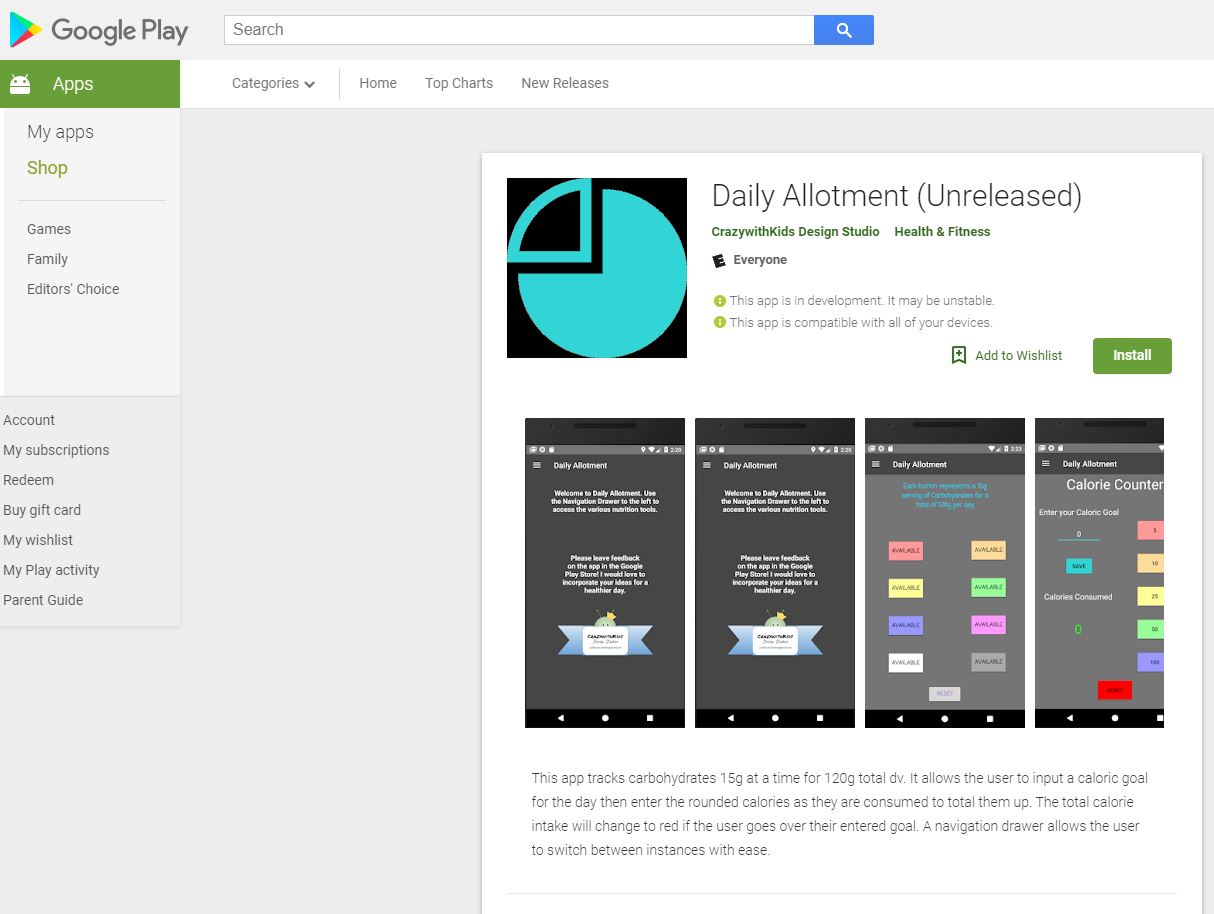 Google Play
Search
Apps
Categories
Home
Top Charts
New Releases
My apps
Shop
Games
Family
Editors' Choice
Account
My subscriptions
Redeem
Buy gift card
My wishlist
My Play activity
Parent Guide
Daily Allotment (Unreleased)
CrazywithKids Design Studio Health & Fitness
E Everyone
This app is in development. It may be unstable.
This app is compatible with all of your devices.
Add to Wishlist
Install
2:20
Daily Allotment
Welcome to Daily Allotment. Use
the Navigation Drawer to the left to
access the various nutrition tools.
Please leave feedback
on the app in the Google
Play Store! I would love to
incorporate your ideas for a
healthier day.
CrazywithKids
Design Studios
2:20
Daily Allotment
Welcome to Daily Allotment. Use
the Navigation Drawer to the left to
access the various nutrition tools.
Please leave feedback
on the app in the Google
Play Store! I would love to
incorporate your ideas for a
healthier day.
CrazywithKids
Design Studios
2:23
Daily Allotment
Each button represents a 15g
serving of Carbohydrates for a
total of 120g per day
AVAILABLE AVAILABLE
AVAILABLE AVAILABLE
AVAILABLE AVAILABLE
AVAILABLE AVAILABLE
RESET
Daily Allotment
Calorie Counter
Enter your Caloric Goal
0
SAVE
Calories Consumed
0
5
10
25
50
100
RESET
This app tracks carbohydrates 15g at a time for 120g total dv. It allows the user to input a caloric goal
for the day then enter the rounded calories as they are consumed to total them up. The total calorie
intake will change to red if the user goes over their entered goal. A navigation drawer allows the user
to switch between instances with ease.